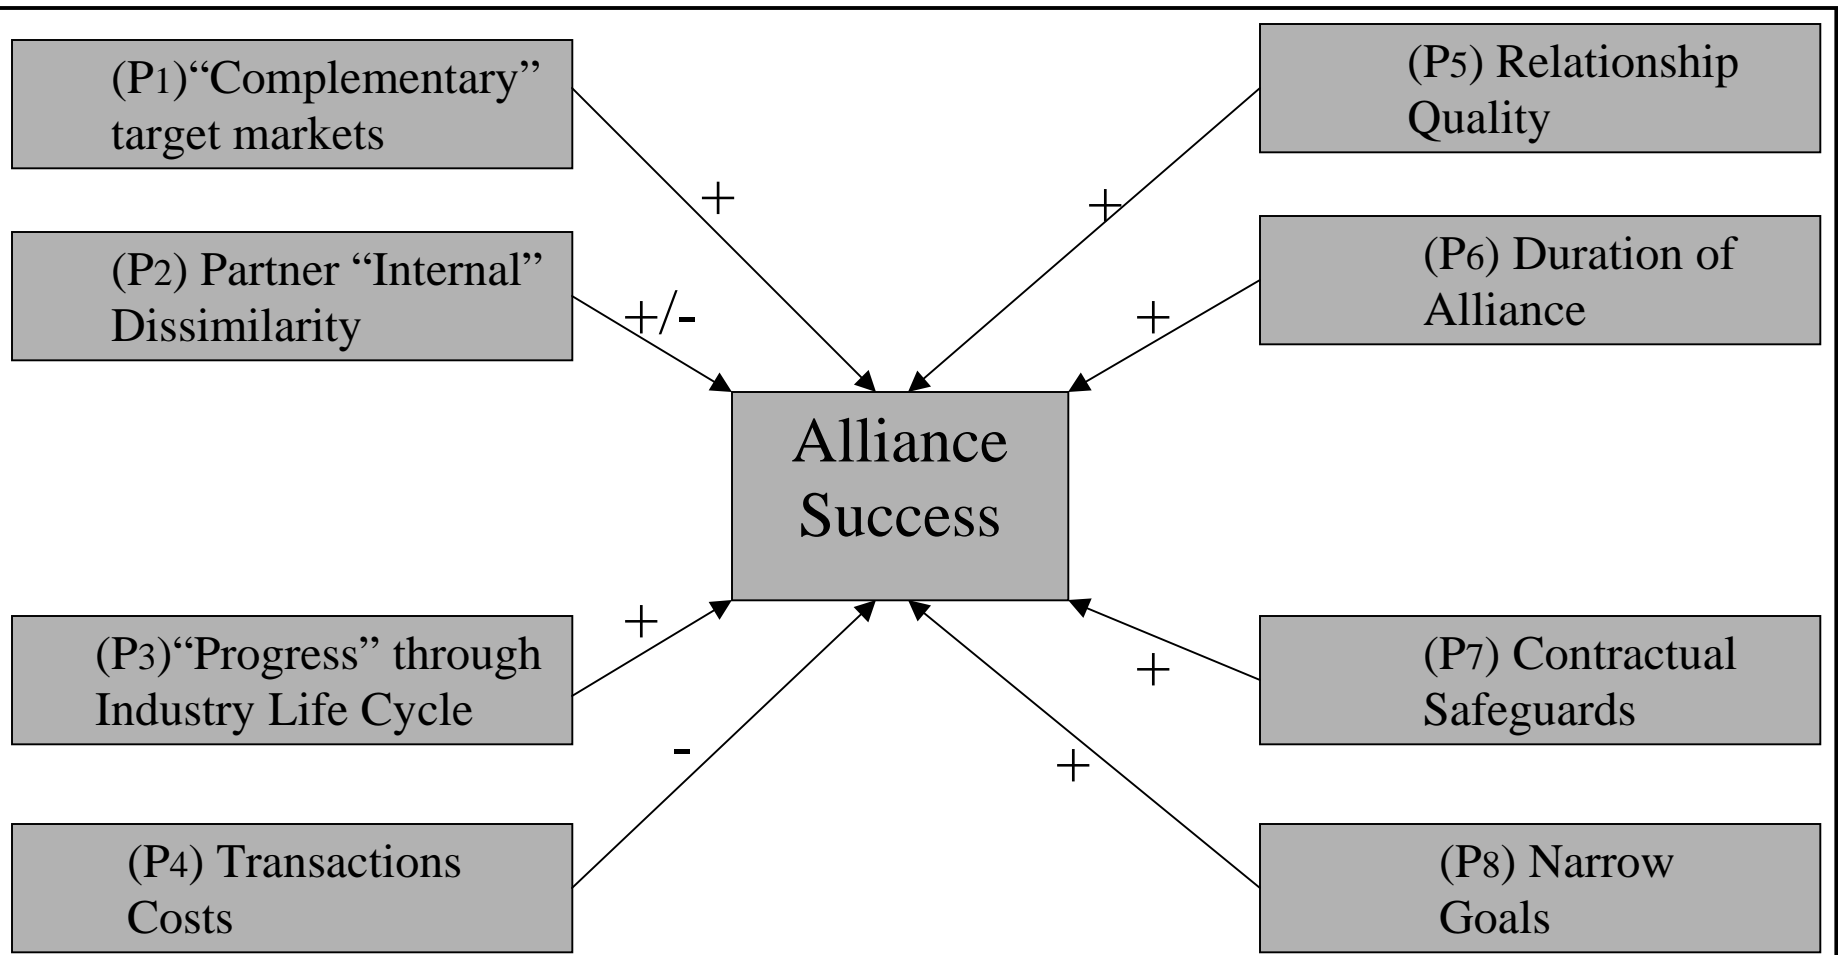 (P1)“Complementary”
target markets
+
(P2) Partner “Internal”
Dissimilarity
+/-
(P3)“Progress” through
Industry Life Cycle
+
(P4) Transactions
Costs
-
Alliance
Success
(P5) Relationship
Quality
+
(P6) Duration of
Alliance
+
(P7) Contractual
Safeguards
+
(P8) Narrow
Goals
+